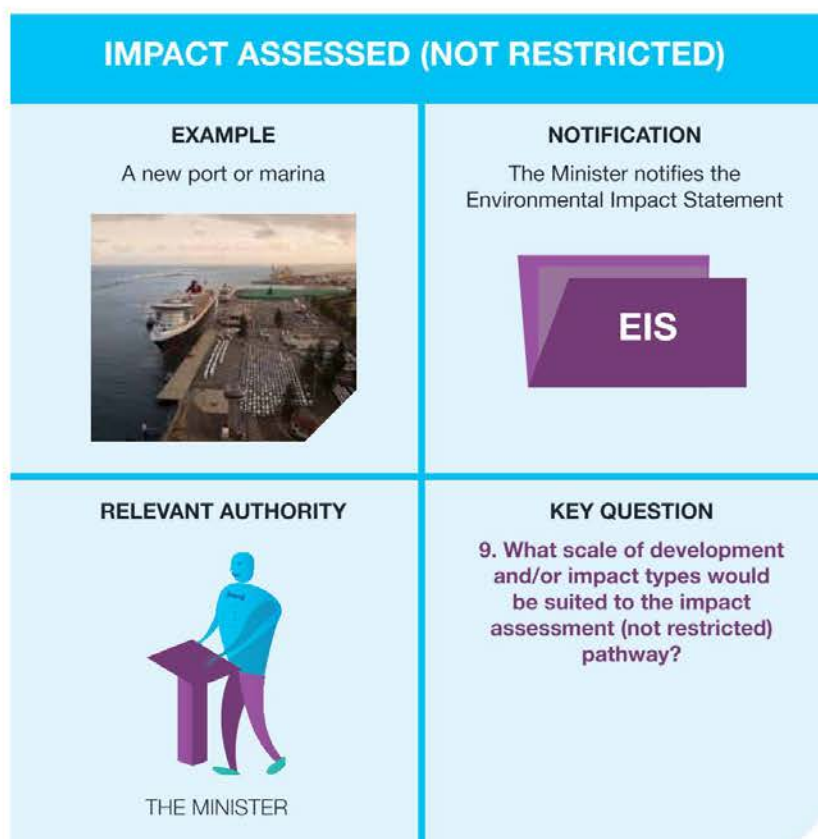 IMPACT ASSESSED (NOT RESTRICTED)
EXAMPLE
A new port or marina
NOTIFICATION
The Minister notifies the
Environmental Impact Statement
EIS
RELEVANT AUTHORITY
THE MINISTER
KEY QUESTION
9. What scale of development
and/or impact types would
be suited to the impact
assessment (not restricted)
pathway?